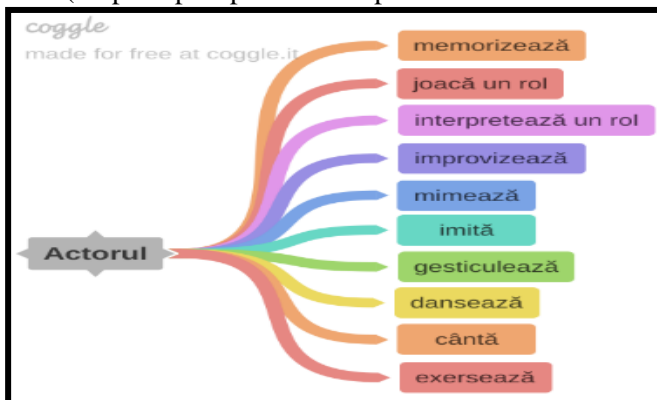 coggle
made for free at coggle.it
memorizează
joacă un rol
interpretează un rol
improvizează
mimează
imită
Actorul
gesticulează
dansează
cântă
exersează